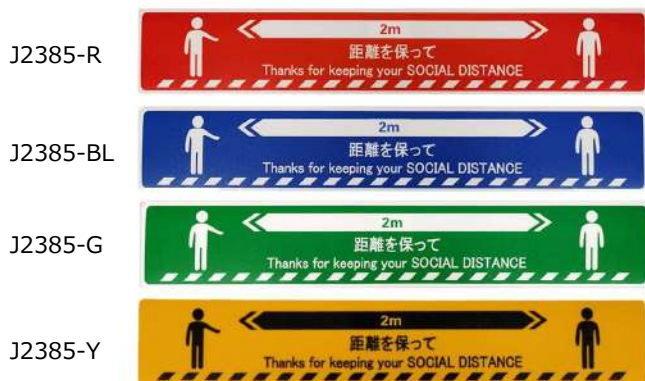 J2385-R
2m
距離を保って
Thanks for keeping your SOCIAL DISTANCE
J2385-BL
2m
距離を保って
Thanks for keeping your SOCIAL DISTANCE
J2385-G
2m
距離を保って
Thanks for keeping your SOCIAL DISTANCE
J2385-Y
2m
距離を保って
Thanks for keeping your SOCIAL DISTANCE